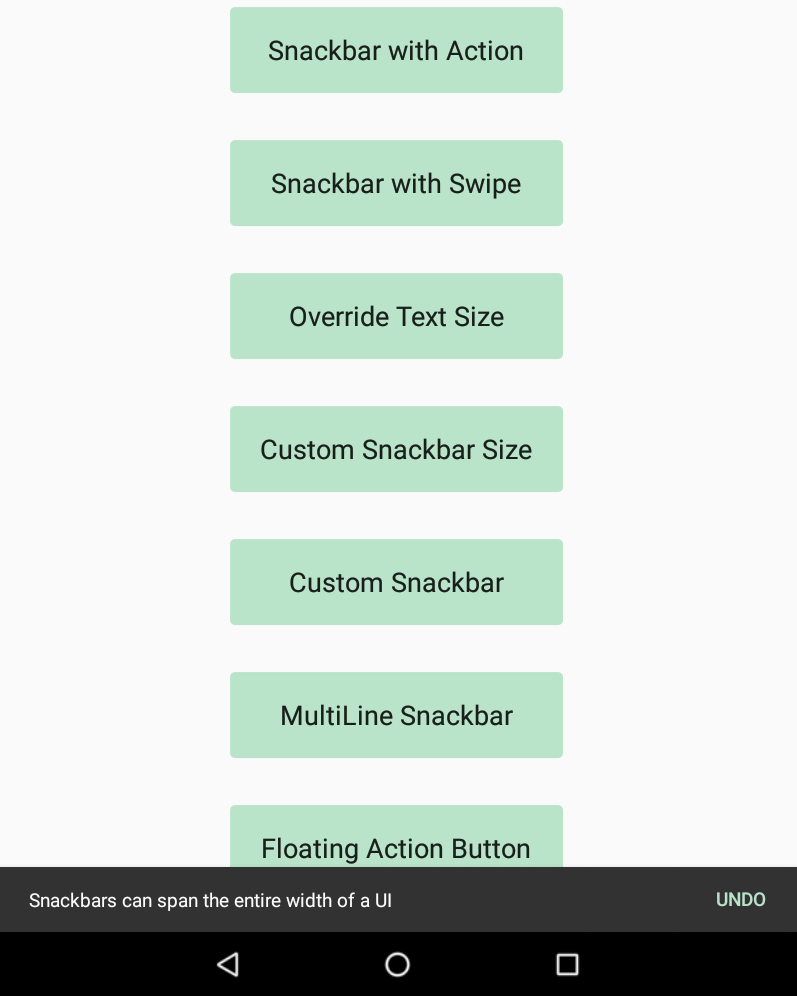 Snackbar with Action
Snackbar with Swipe
Override Text Size
Custom Snackbar Size
Custom Snackbar
MultiLine Snackbar
Floating Action Button
Snackbars can span the entire width of a UI
UNDO